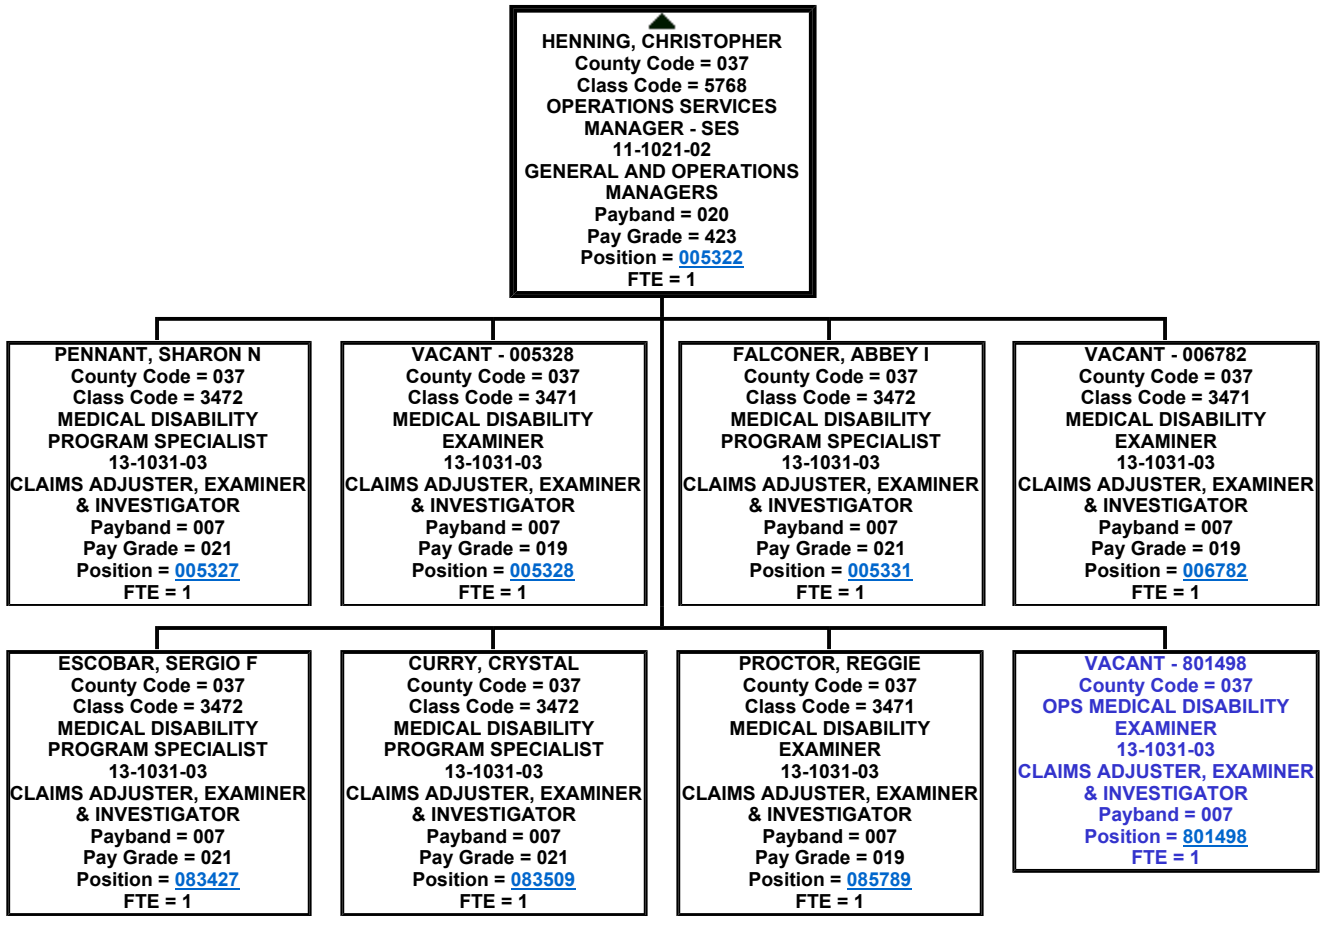 HENNING, CHRISTOPHER
County Code = 037
Class Code = 5768
OPERATIONS SERVICES
MANAGER - SES
11-1021-02
GENERAL AND OPERATIONS
MANAGERS
Payband = 020
Pay Grade = 423
Position = 005322
FTE = 1
PENNANT, SHARON N
County Code = 037
Class Code = 3472
MEDICAL DISABILITY
PROGRAM SPECIALIST
13-1031-03
CLAIMS ADJUSTER, EXAMINER
& INVESTIGATOR
Payband = 007
Pay Grade = 021
Position = 005327
FTE = 1
VACANT - 005328
County Code = 037
Class Code = 3471
MEDICAL DISABILITY
EXAMINER
13-1031-03
CLAIMS ADJUSTER, EXAMINER
& INVESTIGATOR
Payband = 007
Pay Grade = 019
Position = 005328
FTE = 1
FALCONER, ABBEY I
County Code = 037
Class Code = 3472
MEDICAL DISABILITY
PROGRAM SPECIALIST
13-1031-03
CLAIMS ADJUSTER, EXAMINER
& INVESTIGATOR
Payband = 007
Pay Grade = 021
Position = 005331
FTE = 1
VACANT - 006782
County Code = 037
Class Code = 3471
MEDICAL DISABILITY
EXAMINER
13-1031-03
CLAIMS ADJUSTER, EXAMINER
& INVESTIGATOR
Payband = 007
Pay Grade = 019
Position = 006782
FTE = 1
ESCOBAR, SERGIO F
County Code = 037
Class Code = 3472
MEDICAL DISABILITY
PROGRAM SPECIALIST
13-1031-03
CLAIMS ADJUSTER, EXAMINER
& INVESTIGATOR
Payband = 007
Pay Grade = 021
Position = 083427
FTE = 1
CURRY, CRYSTAL
County Code = 037
Class Code = 3472
MEDICAL DISABILITY
PROGRAM SPECIALIST
13-1031-03
CLAIMS ADJUSTER, EXAMINER
& INVESTIGATOR
Payband = 007
Pay Grade = 021
Position = 083509
FTE = 1
PROCTOR, REGGIE
County Code = 037
Class Code = 3471
MEDICAL DISABILITY
EXAMINER
13-1031-03
CLAIMS ADJUSTER, EXAMINER
& INVESTIGATOR
Payband = 007
Pay Grade = 019
Position = 085789
FTE = 1
VACANT - 801498
County Code = 037
OPS MEDICAL DISABILITY
EXAMINER
13-1031-03
CLAIMS ADJUSTER, EXAMINER
& INVESTIGATOR
Payband = 007
Position = 801498
FTE = 1